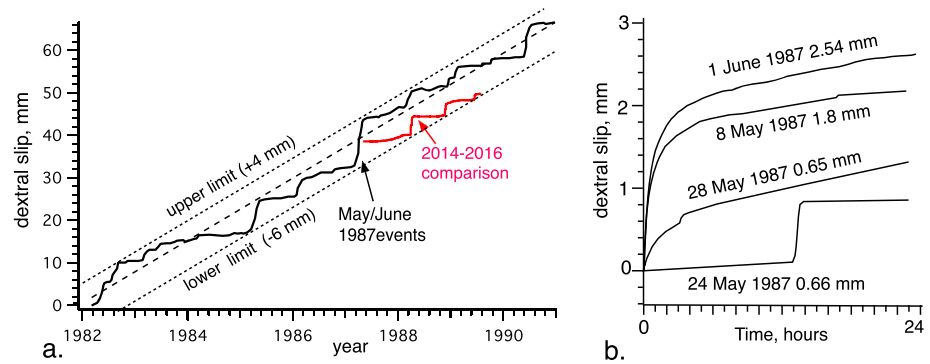 dextral slip, mm
60
50
40
30
20
10
0
1982
1984
1986
1988
1990
year
upper limit (+4 mm)
lower limit (-6 mm)
2014-2016
comparison
May/June
1987events
a.
dextral slip, mm
3
2
1
0
0
24
Time, hours
1 June 1987 2.54 mm
8 May 1987 1.8 mm
28 May 1987 0.65 mm
24 May 1987 0.66 mm
b.